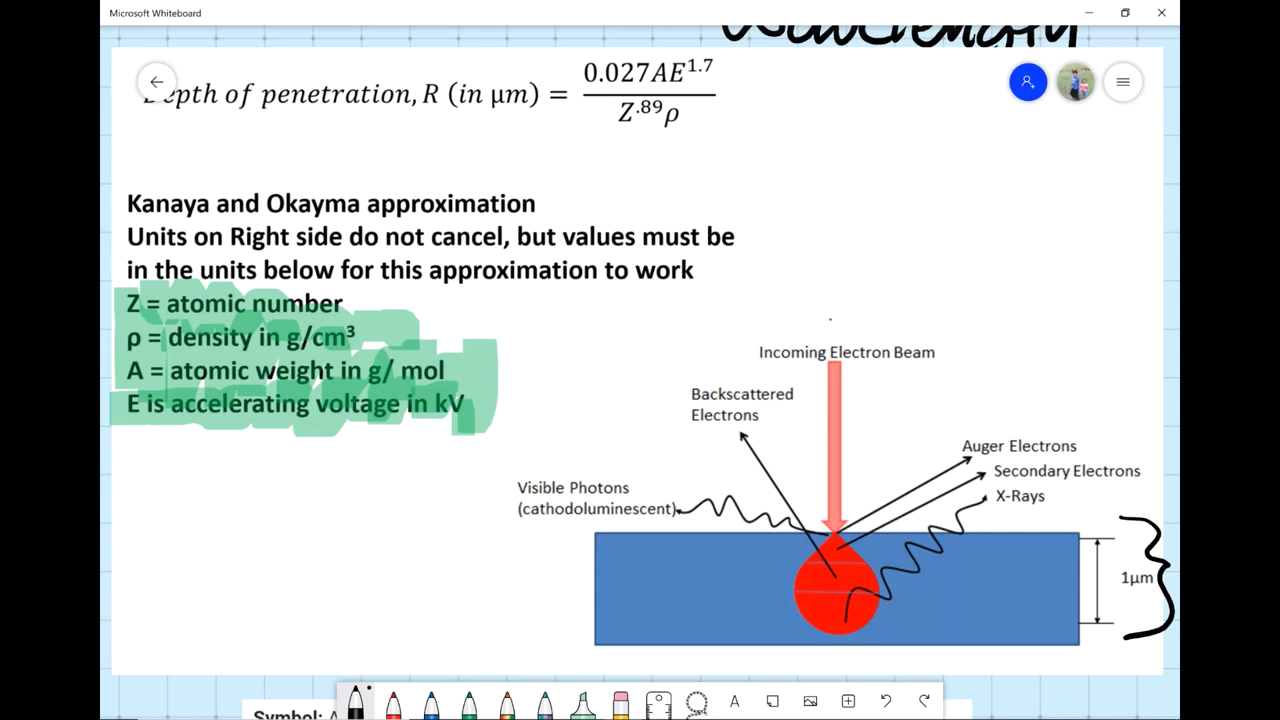 Microsoft Whiteboard
wavelength
epth of penetration, R (in μm) = 0.027AE^1.7 / Z^.89ρ
Kanaya and Okayma approximation
Units on Right side do not cancel, but values must be
in the units below for this approximation to work
Z = atomic number
ρ = density in g/cm³
A = atomic weight in g/ mol
E is accelerating voltage in kV
Incoming Electron Beam
Backscattered
Electrons
Auger Electrons
Secondary Electrons
X-Rays
Visible Photons
(cathodoluminescent)
1μm
A
Symbol: